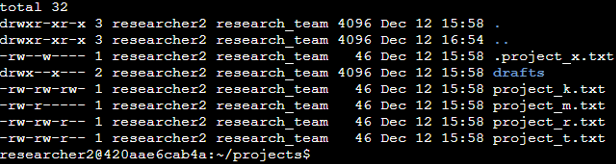 total 32
drwxr-xr-x 3 researcher2 research_team 4096 Dec 12 15:58 .
drwxr-xr-x 3 researcher2 research_team 4096 Dec 12 16:54 ..
-rw--w---- 1 researcher2 research_team   46 Dec 12 15:58 .project_x.txt
drwx--x--- 2 researcher2 research_team 4096 Dec 12 15:58 drafts
-rw-rw-rw- 1 researcher2 research_team   46 Dec 12 15:58 project_k.txt
-rw-r----- 1 researcher2 research_team   46 Dec 12 15:58 project_m.txt
-rw-rw-r-- 1 researcher2 research_team   46 Dec 12 15:58 project_r.txt
-rw-rw-r-- 1 researcher2 research_team   46 Dec 12 15:58 project_t.txt
researcher2@420aae6cab4a:~/projects$